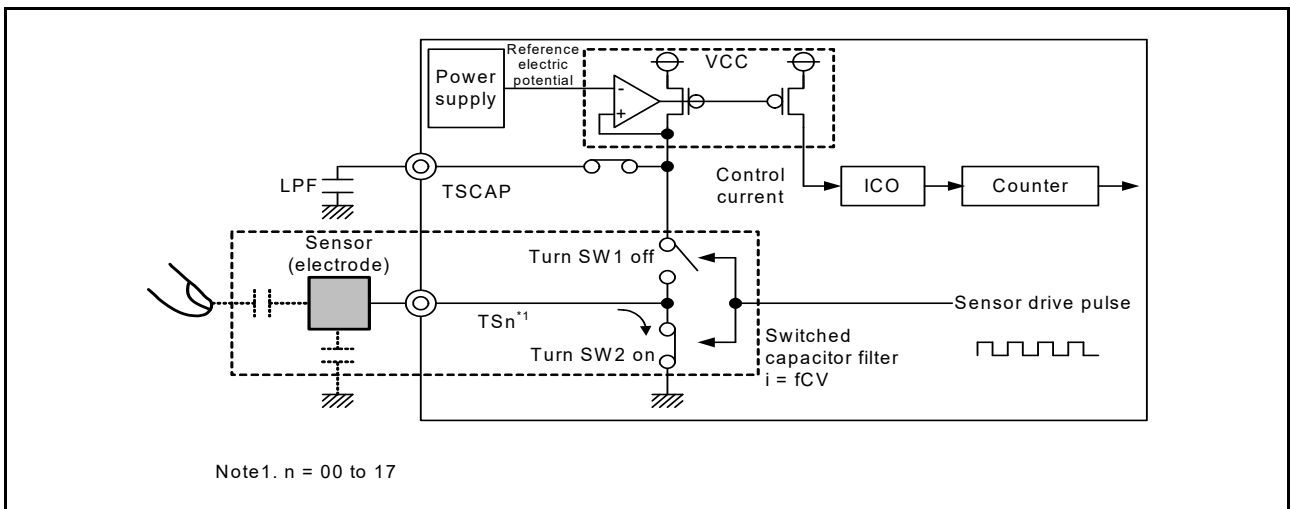 Reference
electric
potential
VCC
Power
supply
-
+
LPF
TSCAP
Control
current
ICO
Counter
Sensor
(electrode)
Turn SW1 off
TSn*1
Sensor drive pulse
Turn SW2 on
Switched
capacitor filter
i = fCV
Note1. n = 00 to 17